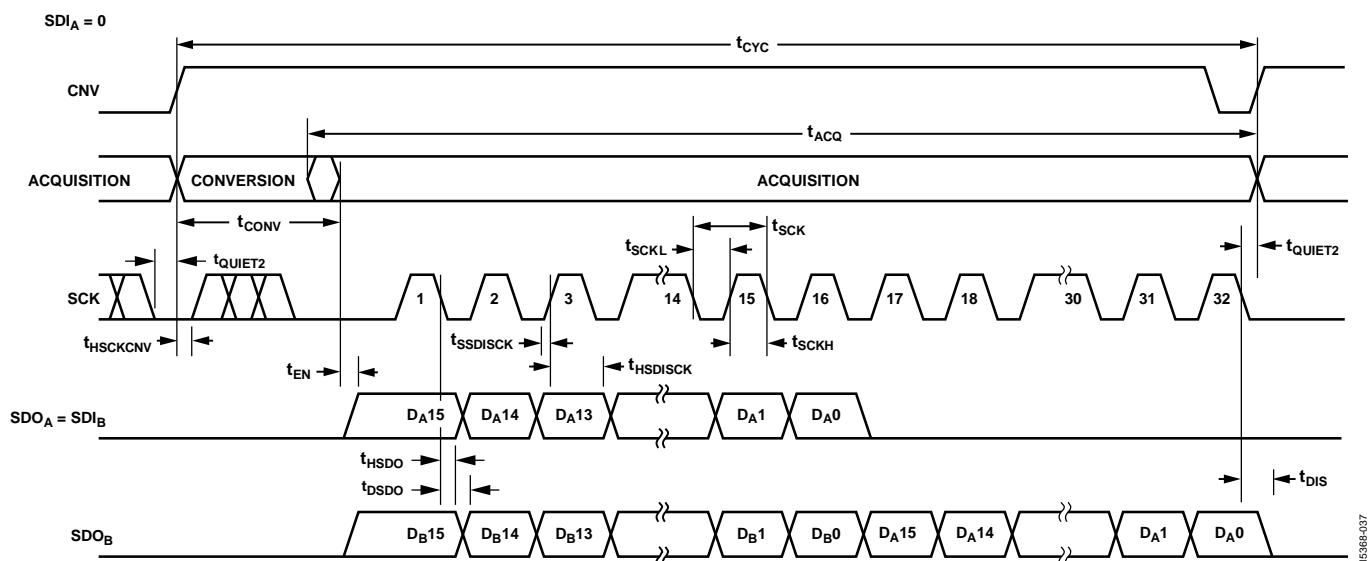 SDIA = 0
tCYC
CNV
tACQ
ACQUISITION CONVERSION ACQUISITION
tCONV
tSCK
tSCKL
tQUIET2 tQUIET2
SCK 1 2 3 14 15 16 17 18 30 31 32
tHSCKCNV tSSDISCK tSCKH
tEN tHSDISCK
SDOA = SDIB DA15 DA14 DA13 DA1 DA0
tHSDO
tDSDO tDIS
SDOB DB15 DB14 DB13 DB1 DB0 DA15 DA14 DA1 DA0